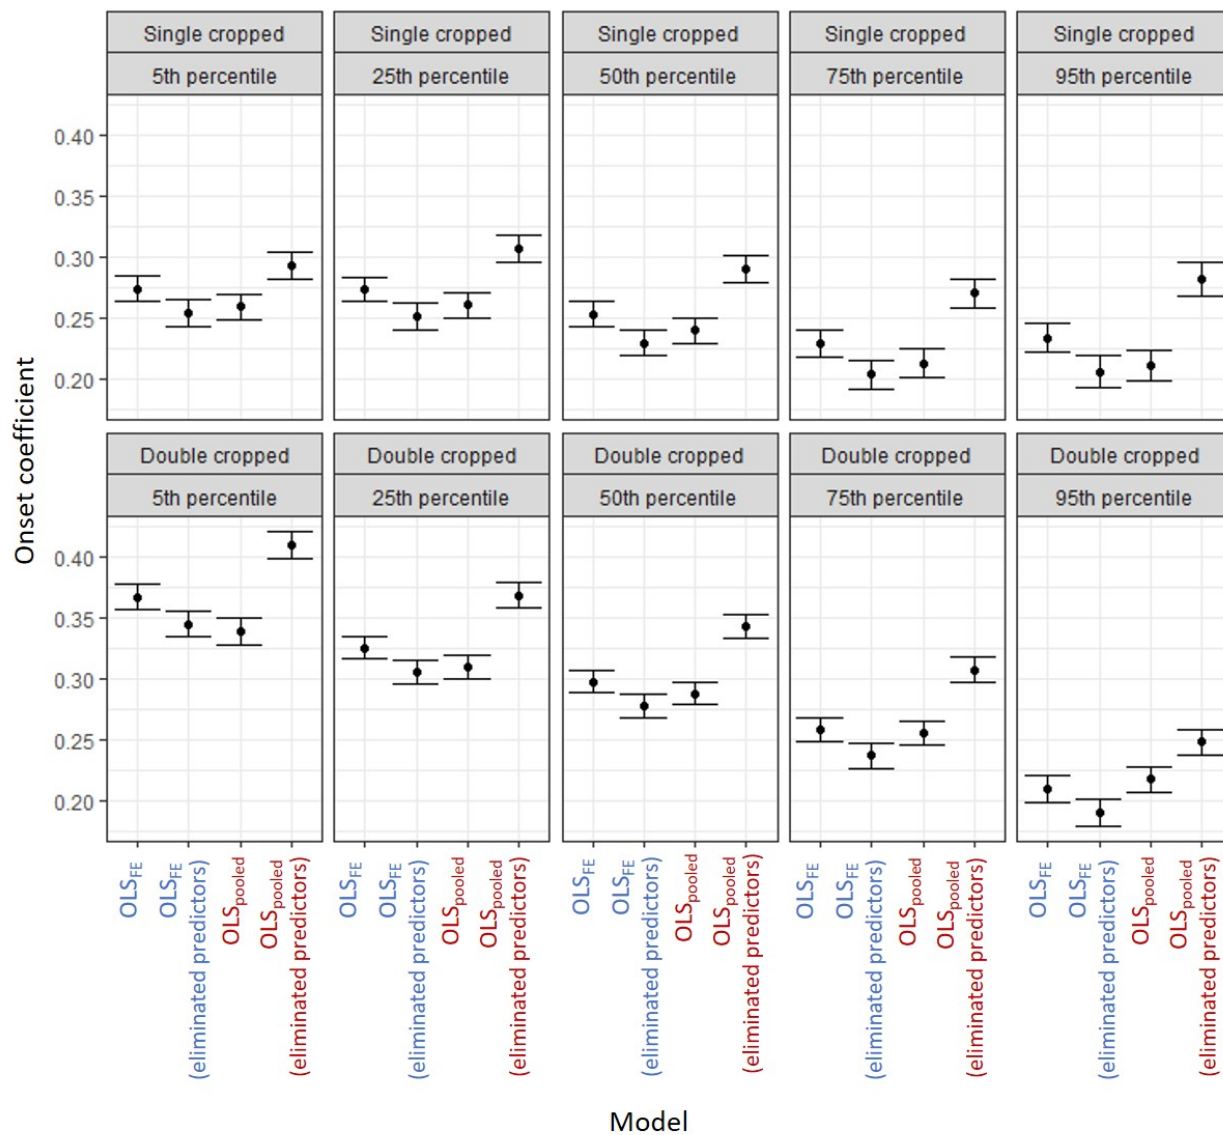 Single cropped Single cropped Single cropped Single cropped Single cropped
5th percentile 25th percentile 50th percentile 75th percentile 95th percentile
0.40
0.35
0.30
0.25
0.20
Onset coefficient
Double cropped Double cropped Double cropped Double cropped Double cropped
5th percentile 25th percentile 50th percentile 75th percentile 95th percentile
0.40
0.35
0.30
0.25
0.20
OLSFE
OLSFE
(eliminated predictors)
OLSpooled
OLSpooled
(eliminated predictors)
OLSFE
OLSFE
(eliminated predictors)
OLSpooled
OLSpooled
(eliminated predictors)
OLSFE
OLSFE
(eliminated predictors)
OLSpooled
OLSpooled
(eliminated predictors)
OLSFE
OLSFE
(eliminated predictors)
OLSpooled
OLSpooled
(eliminated predictors)
OLSFE
OLSFE
(eliminated predictors)
OLSpooled
OLSpooled
(eliminated predictors)
Model